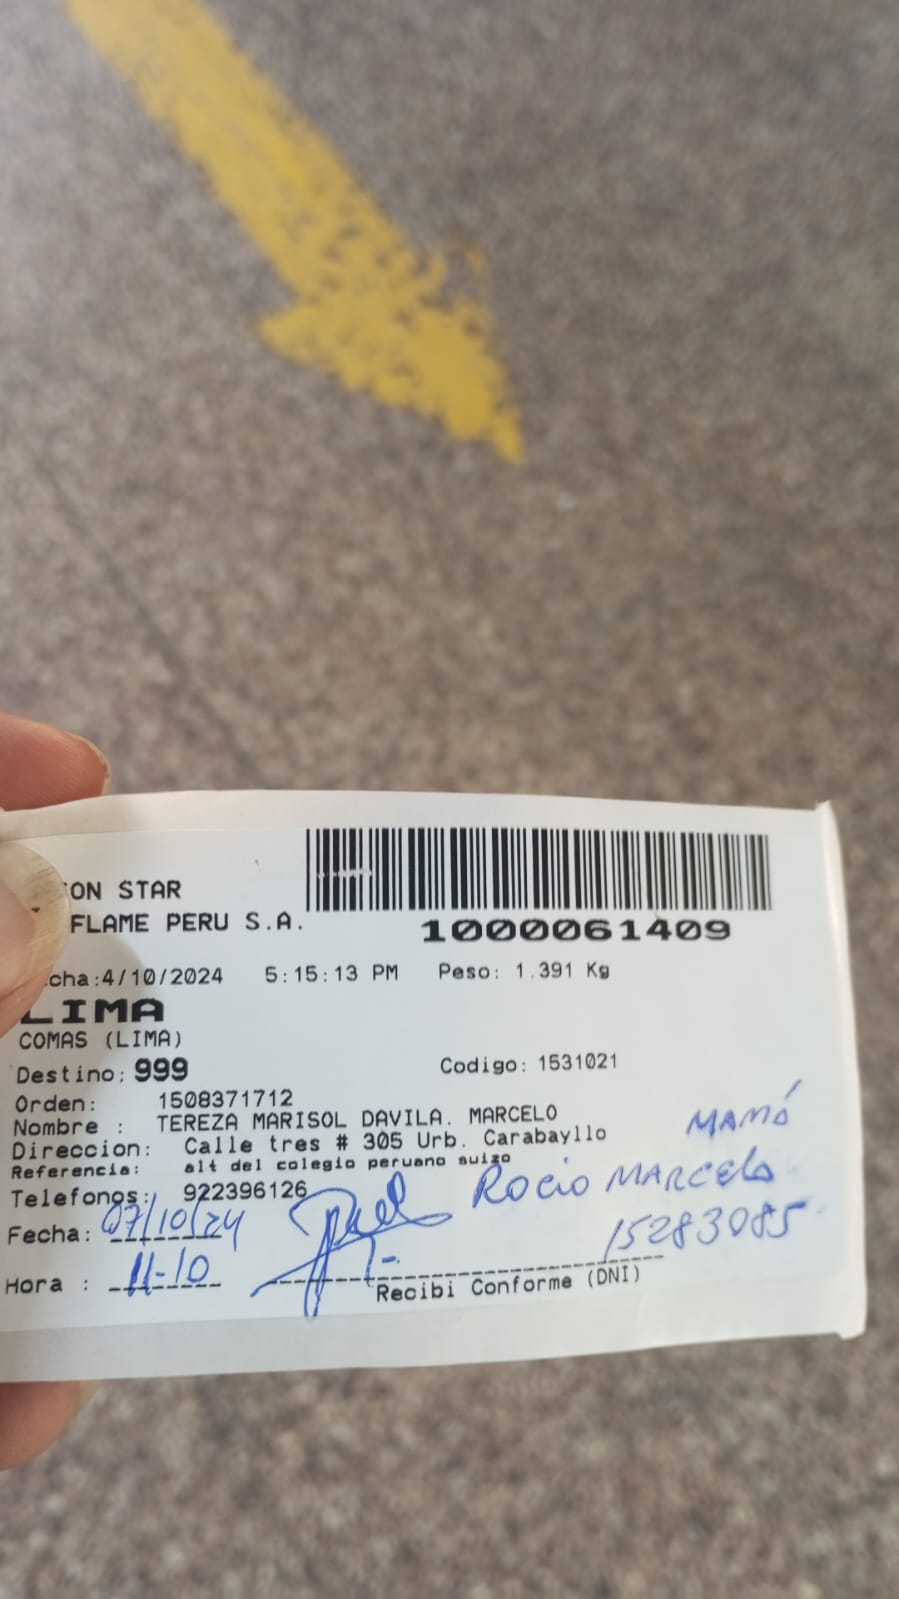 ON STAR
FLAME PERU S.A.
1000061409
cha:4/10/2024 5:15:13 PM Peso: 1.391 Kg
LIMA
COMAS (LIMA)
Destino: 999 Codigo: 1531021
Orden: 1508371712
Nombre : TEREZA MARISOL DAVILA. MARCELO
Direccion: Calle tres # 305 Urb. Carabayllo
Referencia: alt del colegio peruano suizo
Telefonos: 922396126
MAMÁ
ROCIO MARCELO
15283085
Fecha: 07/10/24
Hora : 11-10
Recibi Conforme (DNI)